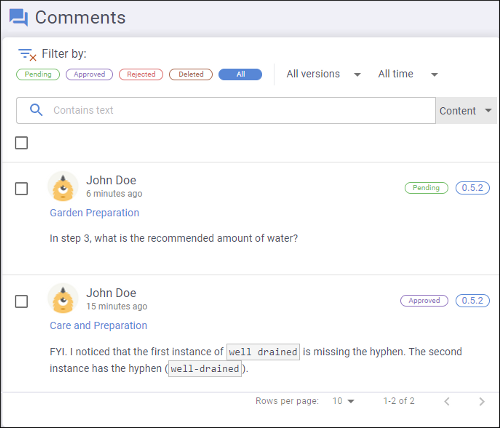 Comments
Filter by:
Pending Approved Rejected Deleted All All versions All time
Contains text Content
John Doe
6 minutes ago
Pending 0.5.2
Garden Preparation
In step 3, what is the recommended amount of water?
John Doe
15 minutes ago
Approved 0.5.2
Care and Preparation
FYI. I noticed that the first instance of well drained is missing the hyphen. The second
instance has the hyphen (well-drained).
Rows per page: 10 1-2 of 2